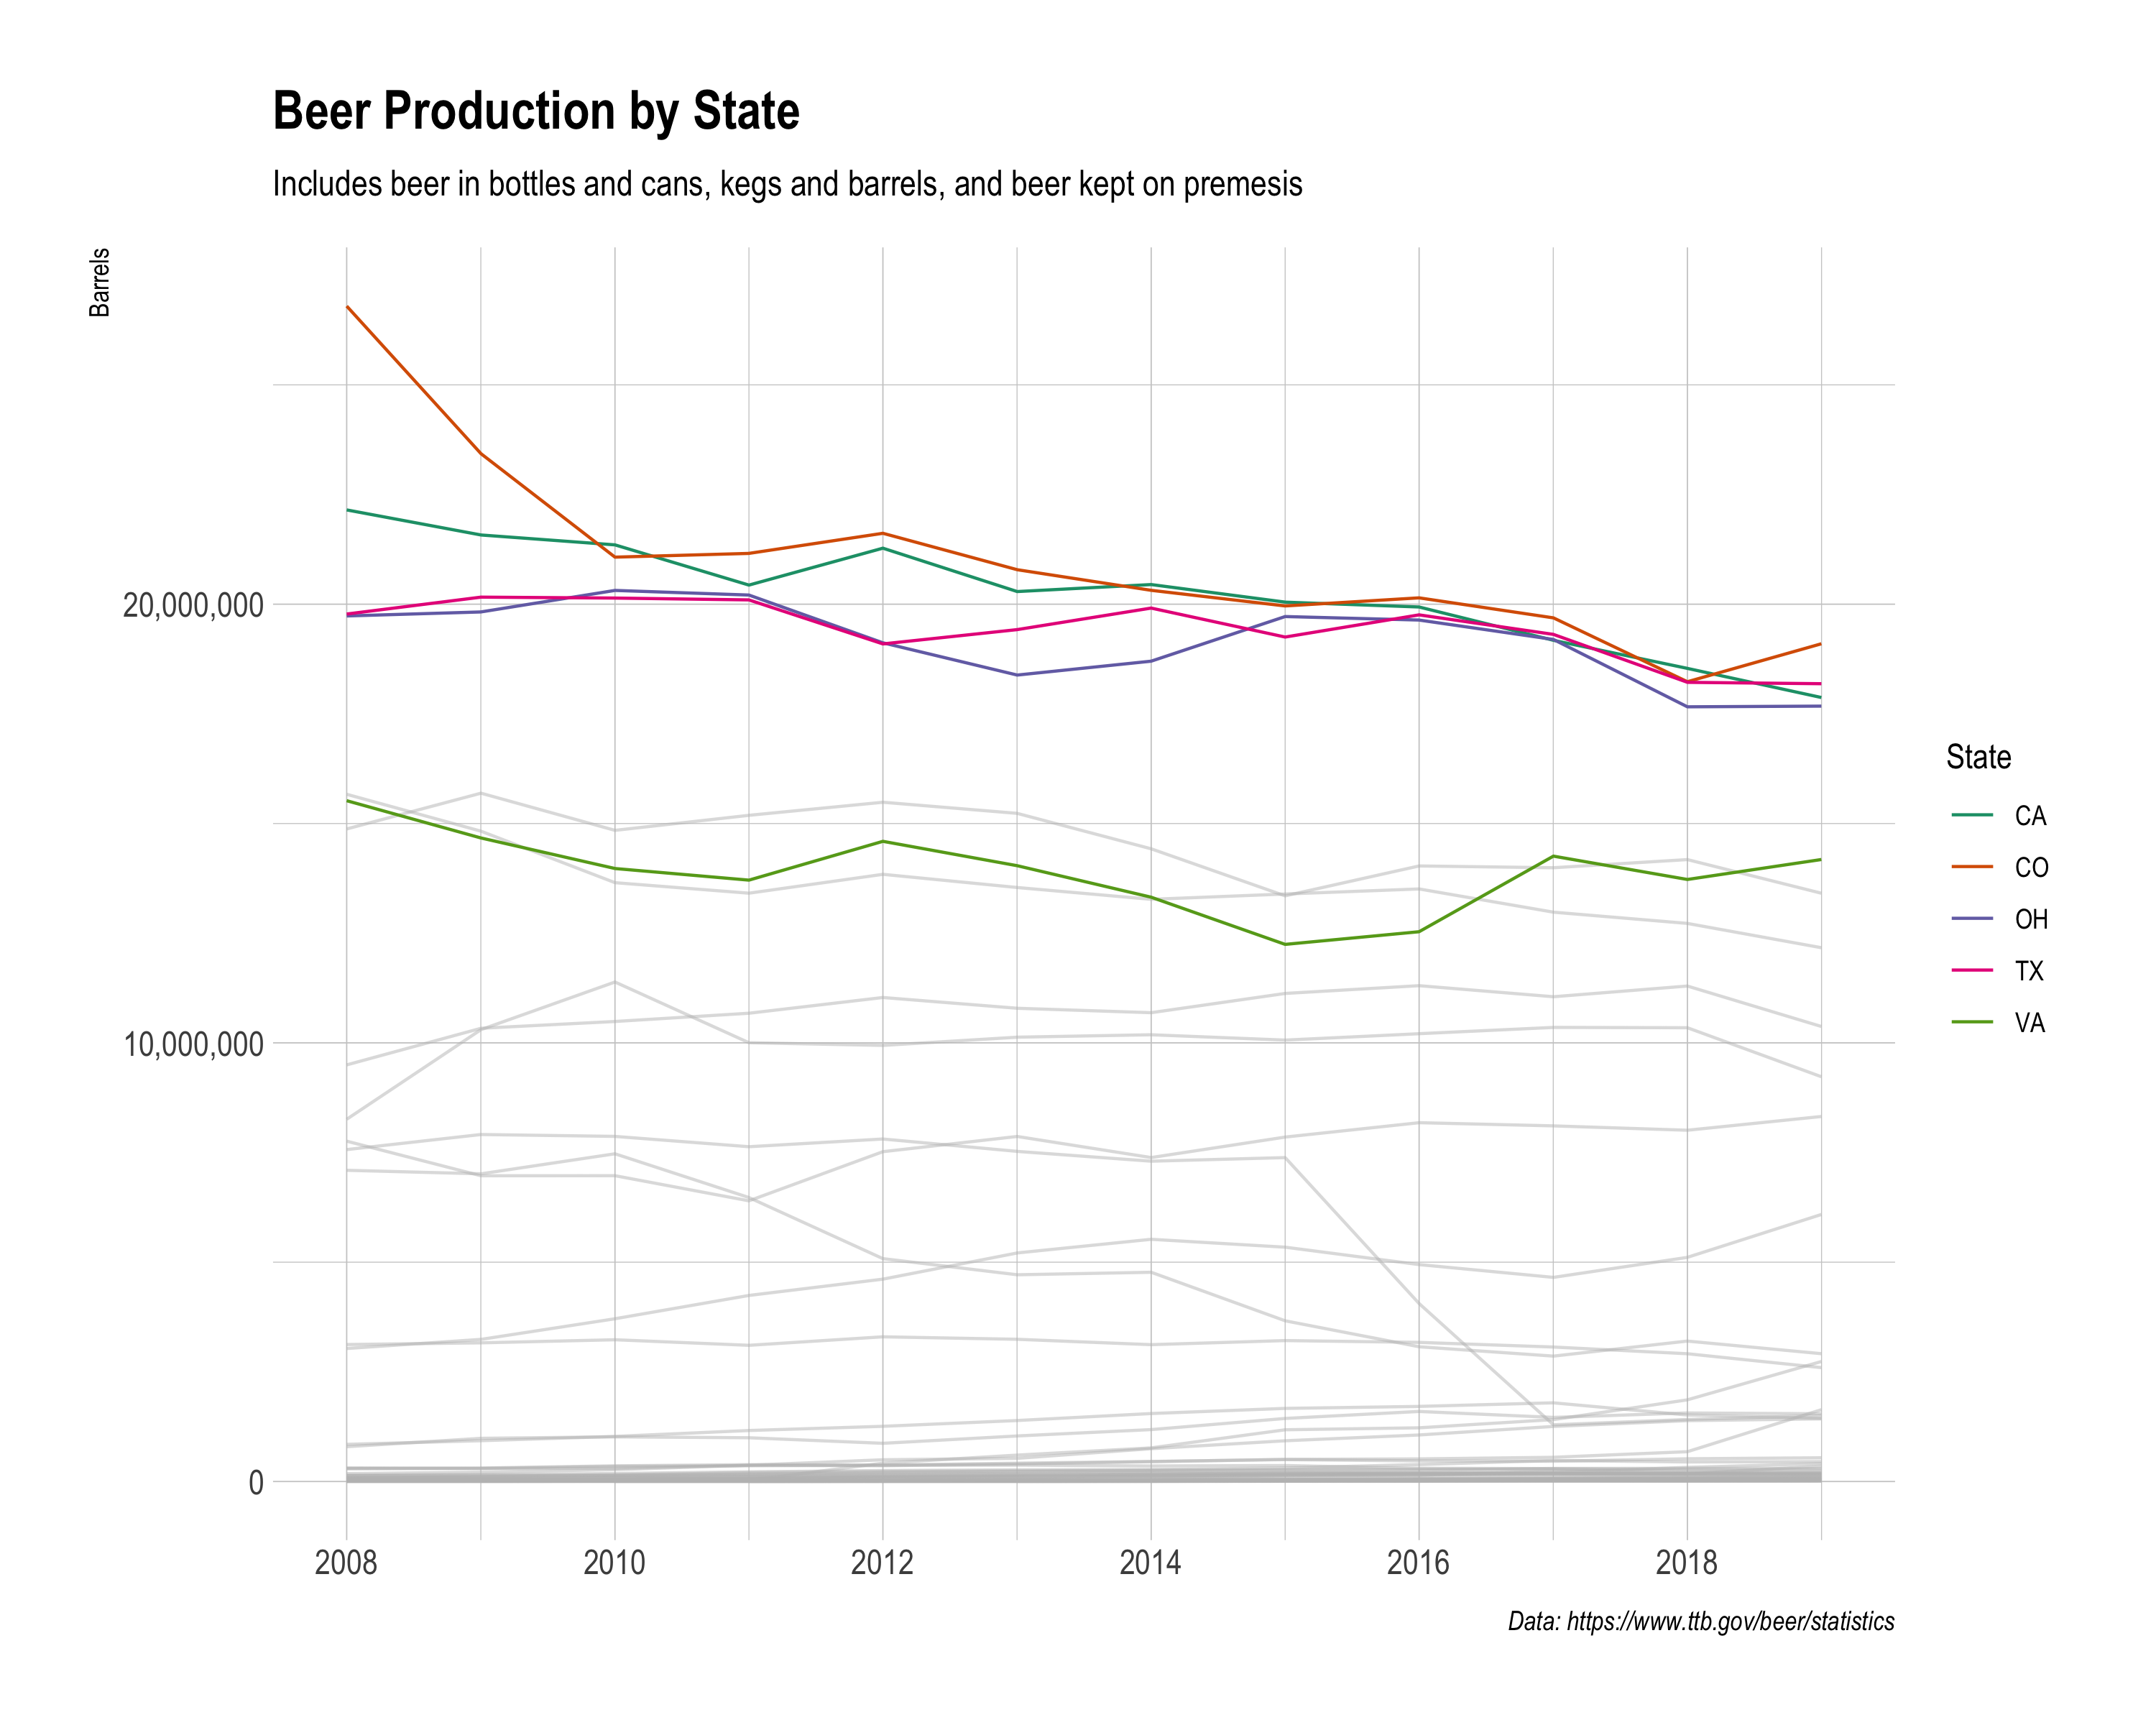 Beer Production by State
Includes beer in bottles and cans, kegs and barrels, and beer kept on premesis
Barrels
20,000,000
10,000,000
0
2008 2010 2012 2014 2016 2018
State
CA
CO
OH
TX
VA
Data: https://www.ttb.gov/beer/statistics